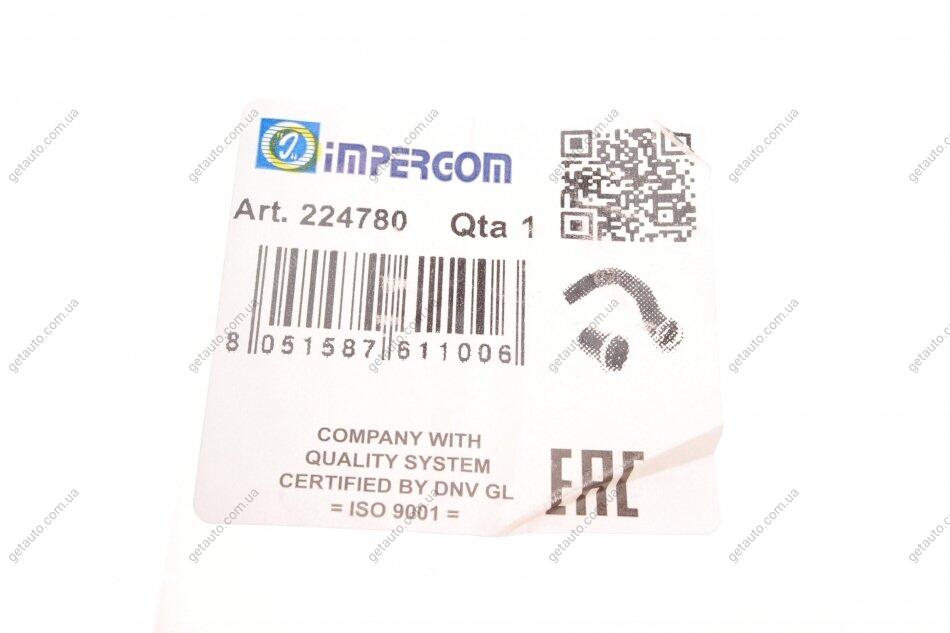 iMPERGOM
Art. 224780 Qta 1
8 051587 611006
COMPANY WITH
QUALITY SYSTEM
CERTIFIED BY DNV GL
= ISO 9001 =
EAC
getauto.com.ua